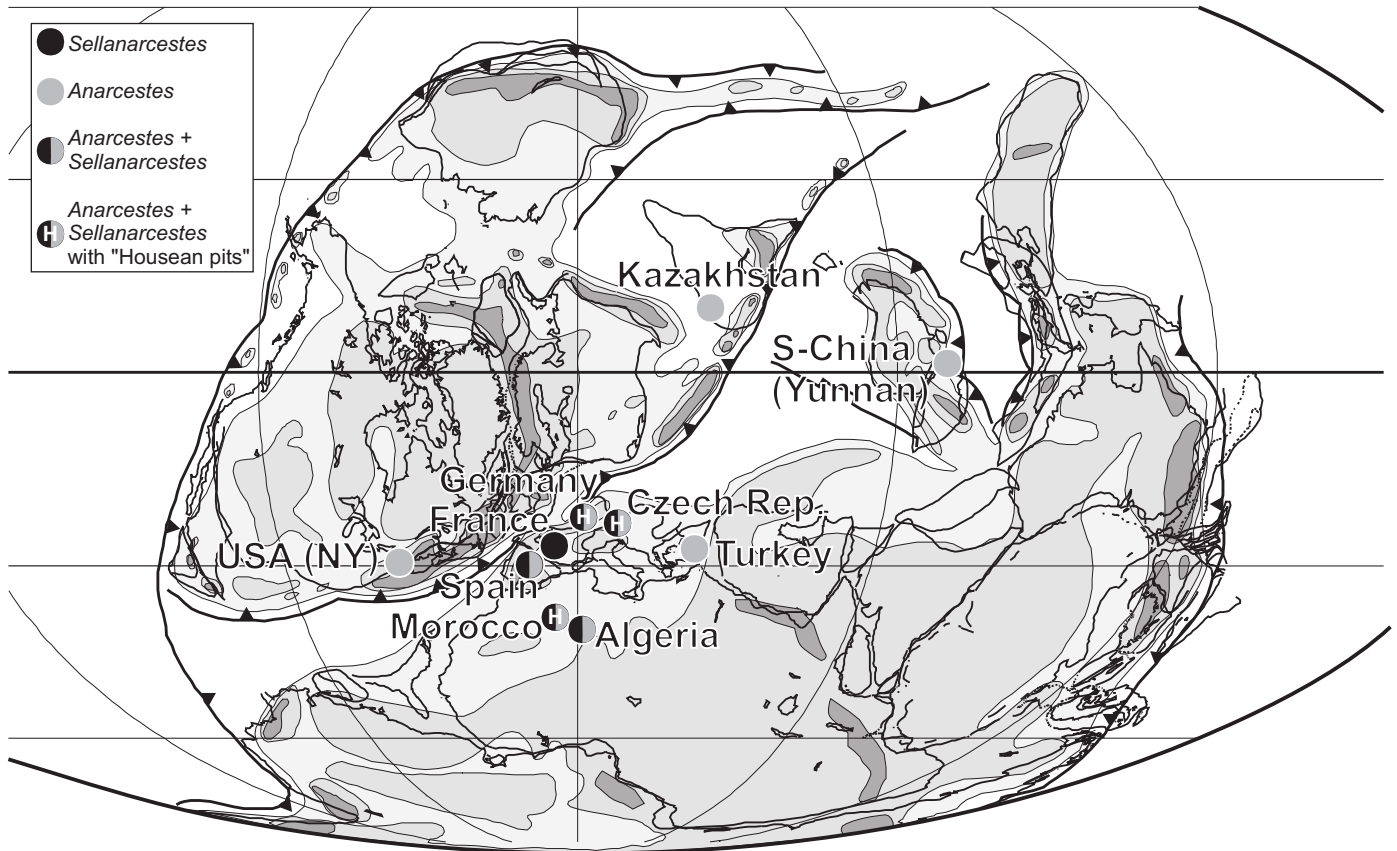 Sellanarcestes
Anarcestes
Anarcestes +
Sellanarcestes
Anarcestes +
Sellanarcestes
H with "Housean pits"
Kazakhstan
S-China
(Yunnan)
Germany
H
Czech Rep.
H
France
USA (NY)
Turkey
Spain
Morocco
H
Algeria